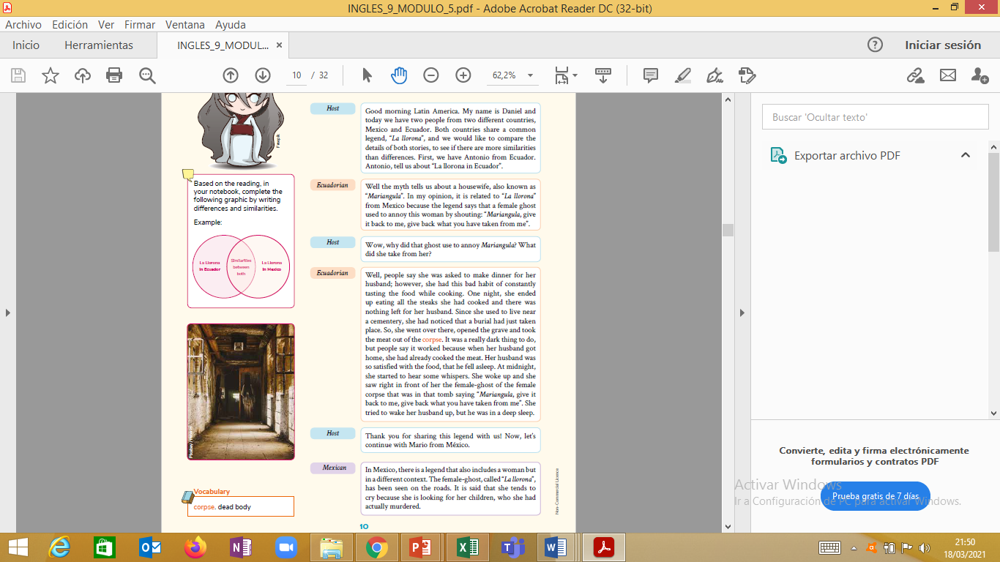 INGLES_9_MODULO_5.pdf - Adobe Acrobat Reader DC (32-bit)
Archivo Edición Ver Firmar Ventana Ayuda
Inicio Herramientas INGLES_9_MODUL... × Iniciar sesión
10 / 32 62,2%
Freepik
Based on the reading, in
your notebook, complete the
following graphic by writing
differences and similarities.
Example:
La Llorona
in Ecuador
Similarities
between
both
La Llorona
in Mexico
Pixabay /
Vocabulary
corpse. dead body
Host
Good morning Latin America. My name is Daniel and
today we have two people from two different countries,
Mexico and Ecuador. Both countries share a common
legend, “La llorona”, and we would like to compare the
details of both stories, to see if there are more similarities
than differences. First, we have Antonio from Ecuador.
Antonio, tell us about “La llorona in Ecuador”.
Ecuadorian
Well the myth tells us about a housewife, also known as
“Mariangula”. In my opinion, it is related to “La llorona”
from Mexico because the legend says that a female ghost
used to annoy this woman by shouting: “Mariangula, give
it back to me, give back what you have taken from me”.
Host
Wow, why did that ghost use to annoy Mariangula? What
did she take from her?
Ecuadorian
Well, people say she was asked to make dinner for her
husband; however, she had this bad habit of constantly
tasting the food while cooking. One night, she ended
up eating all the steaks she had cooked and there was
nothing left for her husband. Since she used to live near
a cementery, she had noticed that a burial had just taken
place. So, she went over there, opened the grave and took
the meat out of the corpse. It was a really dark thing to do,
but people say it worked because when her husband got
home, she had already cooked the meat. Her husband was
so satisfied with the food, that he fell asleep. At midnight,
she started to hear some whispers. She woke up and she
saw right in front of her the female-ghost of the female
corpse that was in that tomb saying “Mariangula, give it
back to me, give back what you have taken from me”. She
tried to wake her husband up, but he was in a deep sleep.
Host
Thank you for sharing this legend with us! Now, let’s
continue with Mario from México.
Mexican
In Mexico, there is a legend that also includes a woman but
in a different context. The female-ghost, called “La llorona”,
has been seen on the roads. It is said that she tends to
cry because she is looking for her children, who she had
actually murdered.
Non-Commercial Licence
10
Buscar 'Ocultar texto'
Exportar archivo PDF
Convierte, edita y firma electrónicamente
formularios y contratos PDF
Activar Windows
Prueba gratis de 7 días
Ir a Configuración de PC para activar Windows.
21:50
18/03/2021